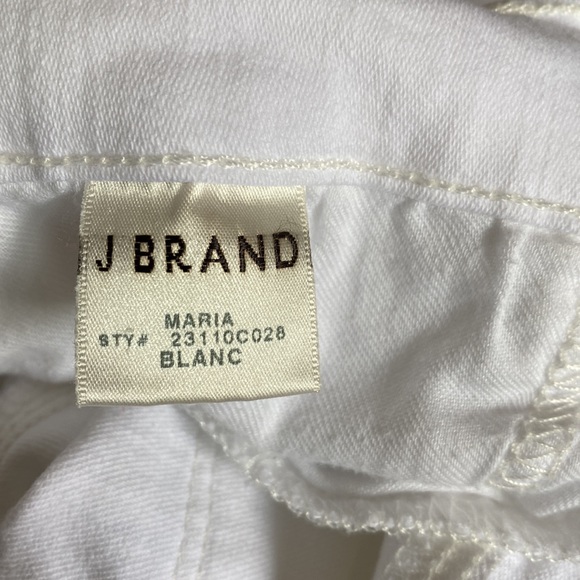 J BRAND
MARIA
STY# 23110C028
BLANC